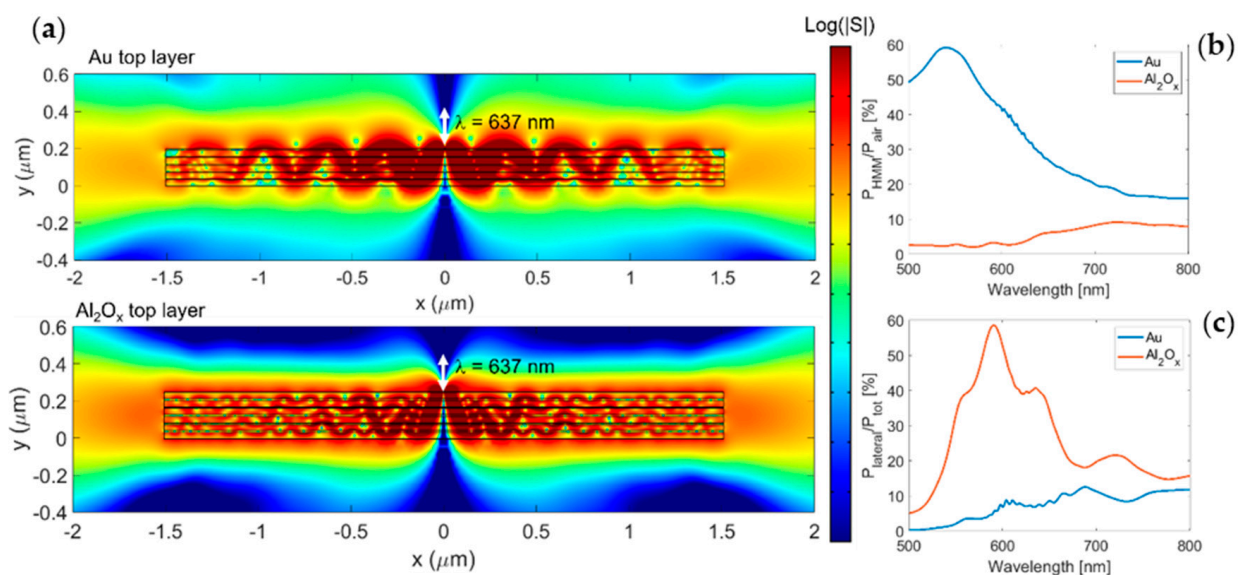 (a)
Au top layer
0.6
0.4
0.2
0
-0.2
-0.4
y (μm)
λ = 637 nm
-2 -1.5 -1 -0.5 0 0.5 1 1.5 2
x (μm)
Al₂Oₓ top layer
0.6
0.4
0.2
0
-0.2
-0.4
y (μm)
λ = 637 nm
-2 -1.5 -1 -0.5 0 0.5 1 1.5 2
x (μm)
Log(|S|)
(b)
60
50
40
30
20
10
0
P_HMM/P_air [%]
Au
Al₂Oₓ
500 600 700 800
Wavelength [nm]
(c)
60
50
40
30
20
10
0
P_lateral/P_tot [%]
Au
Al₂Oₓ
500 600 700 800
Wavelength [nm]